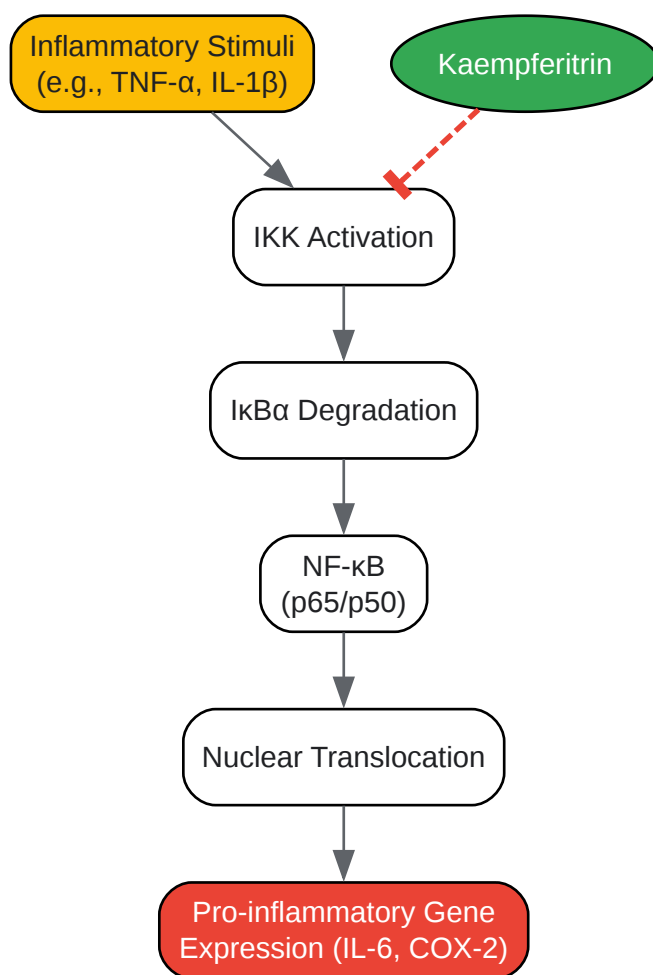 Inflammatory Stimuli
(e.g., TNF-α, IL-1β)
Kaempferitrin
IKK Activation
IκBα Degradation
NF-κB
(p65/p50)
Nuclear Translocation
Pro-inflammatory Gene
Expression (IL-6, COX-2)